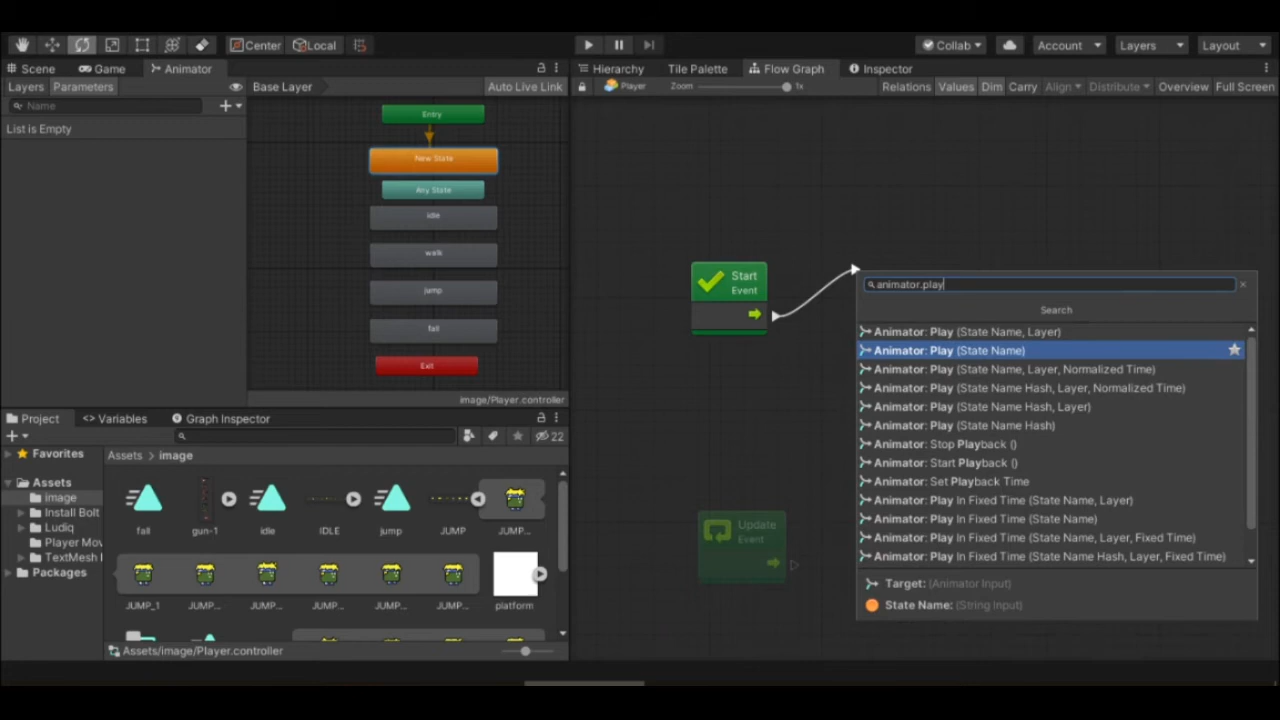 Center
Local
Collab
Account
Layers
Layout
Scene
Game
Animator
Hierarchy
Tile Palette
Flow Graph
Inspector
Layers
Parameters
Base Layer
Auto Live Link
Player
Zoom
1x
Relations
Values
Dim
Carry
Align
Distribute
Overview
Full Screen
Name
List is Empty
Entry
New State
Any State
idle
walk
jump
fall
Exit
image/Player.controller
Start
Event
Update
Event
animator.play
Search
Animator: Play (State Name, Layer)
Animator: Play (State Name)
Animator: Play (State Name, Layer, Normalized Time)
Animator: Play (State Name Hash, Layer, Normalized Time)
Animator: Play (State Name Hash, Layer)
Animator: Play (State Name Hash)
Animator: Stop Playback ()
Animator: Start Playback ()
Animator: Set Playback Time
Animator: Play In Fixed Time (State Name, Layer)
Animator: Play In Fixed Time (State Name)
Animator: Play In Fixed Time (State Name, Layer, Fixed Time)
Animator: Play In Fixed Time (State Name Hash, Layer, Fixed Time)
Target: (Animator Input)
State Name: (String Input)
Project
<> Variables
Graph Inspector
22
Favorites
Assets
image
Install Bolt
Ludiq
Player Mov
TextMesh
Packages
Assets
image
fall
gun-1
idle
IDLE
jump
JUMP
JUMP...
JUMP_1
JUMP...
JUMP...
JUMP...
JUMP...
JUMP...
platform
Assets/image/Player.controller